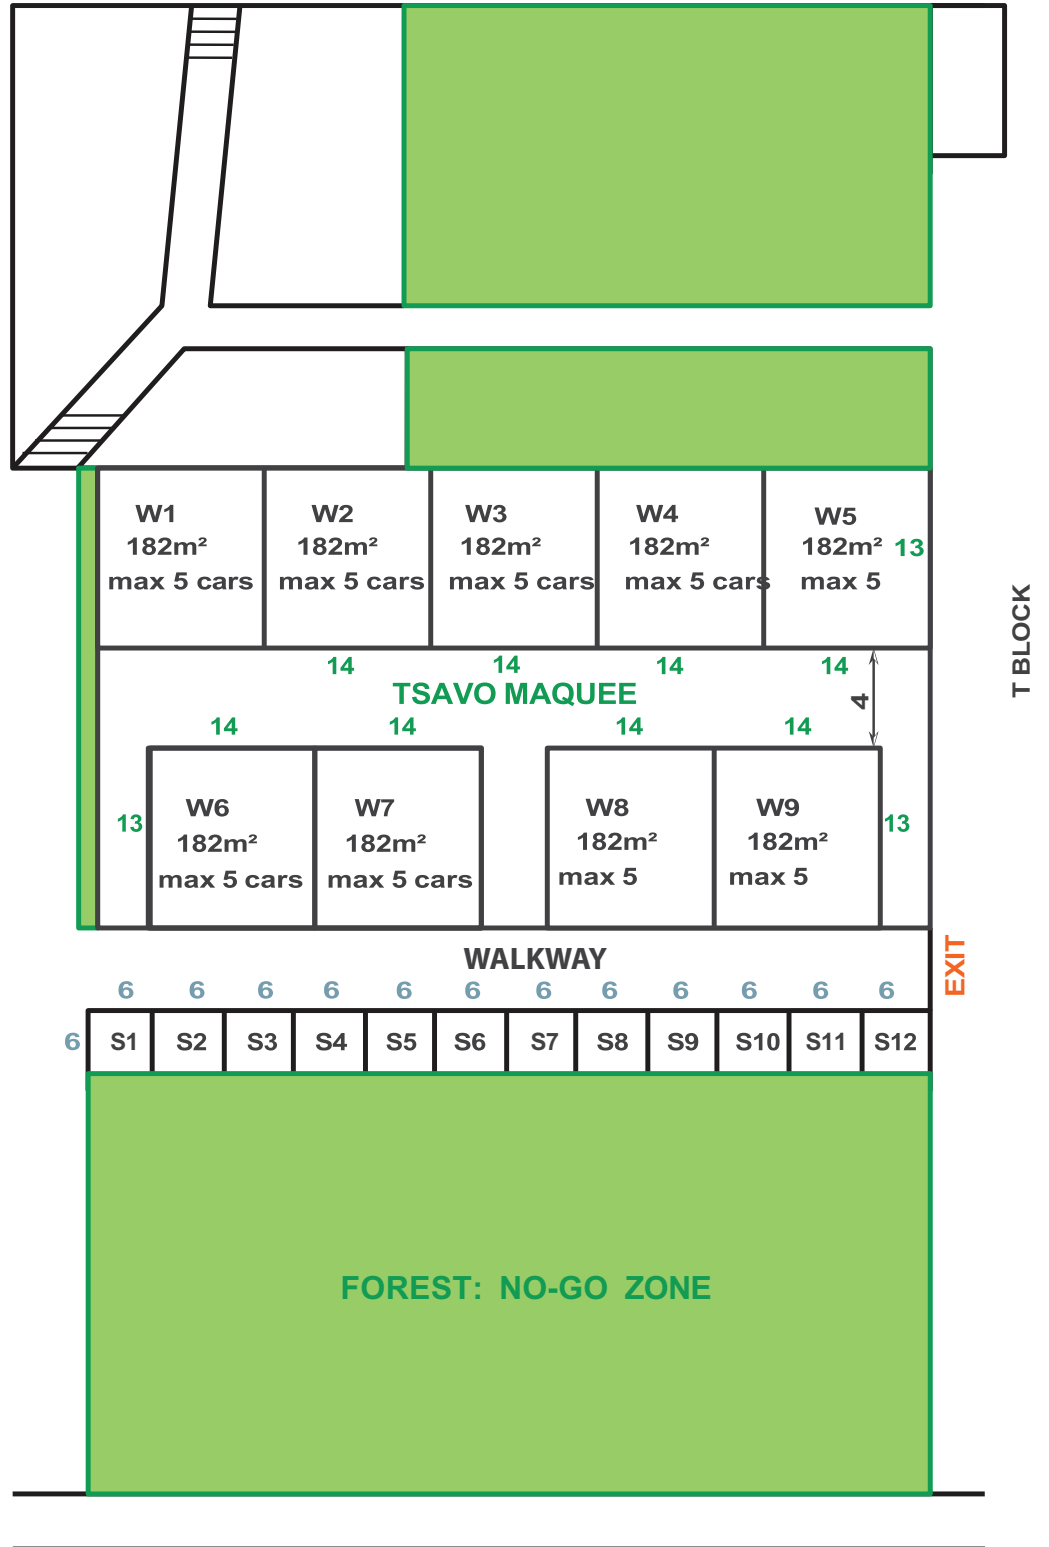 W1
182m²
max 5 cars
W2
182m²
max 5 cars
W3
182m²
max 5 cars
W4
182m²
max 5 cars
W5
182m²
max 5
13
T BLOCK
14
14
14
14
TSAVO MAQUEE
4
14
14
14
14
13
W6
182m²
max 5 cars
W7
182m²
max 5 cars
W8
182m²
max 5
W9
182m²
max 5
13
WALKWAY
EXIT
6 6 6 6 6 6 6 6 6 6 6 6
6
S1 S2 S3 S4 S5 S6 S7 S8 S9 S10 S11 S12
FOREST: NO-GO ZONE